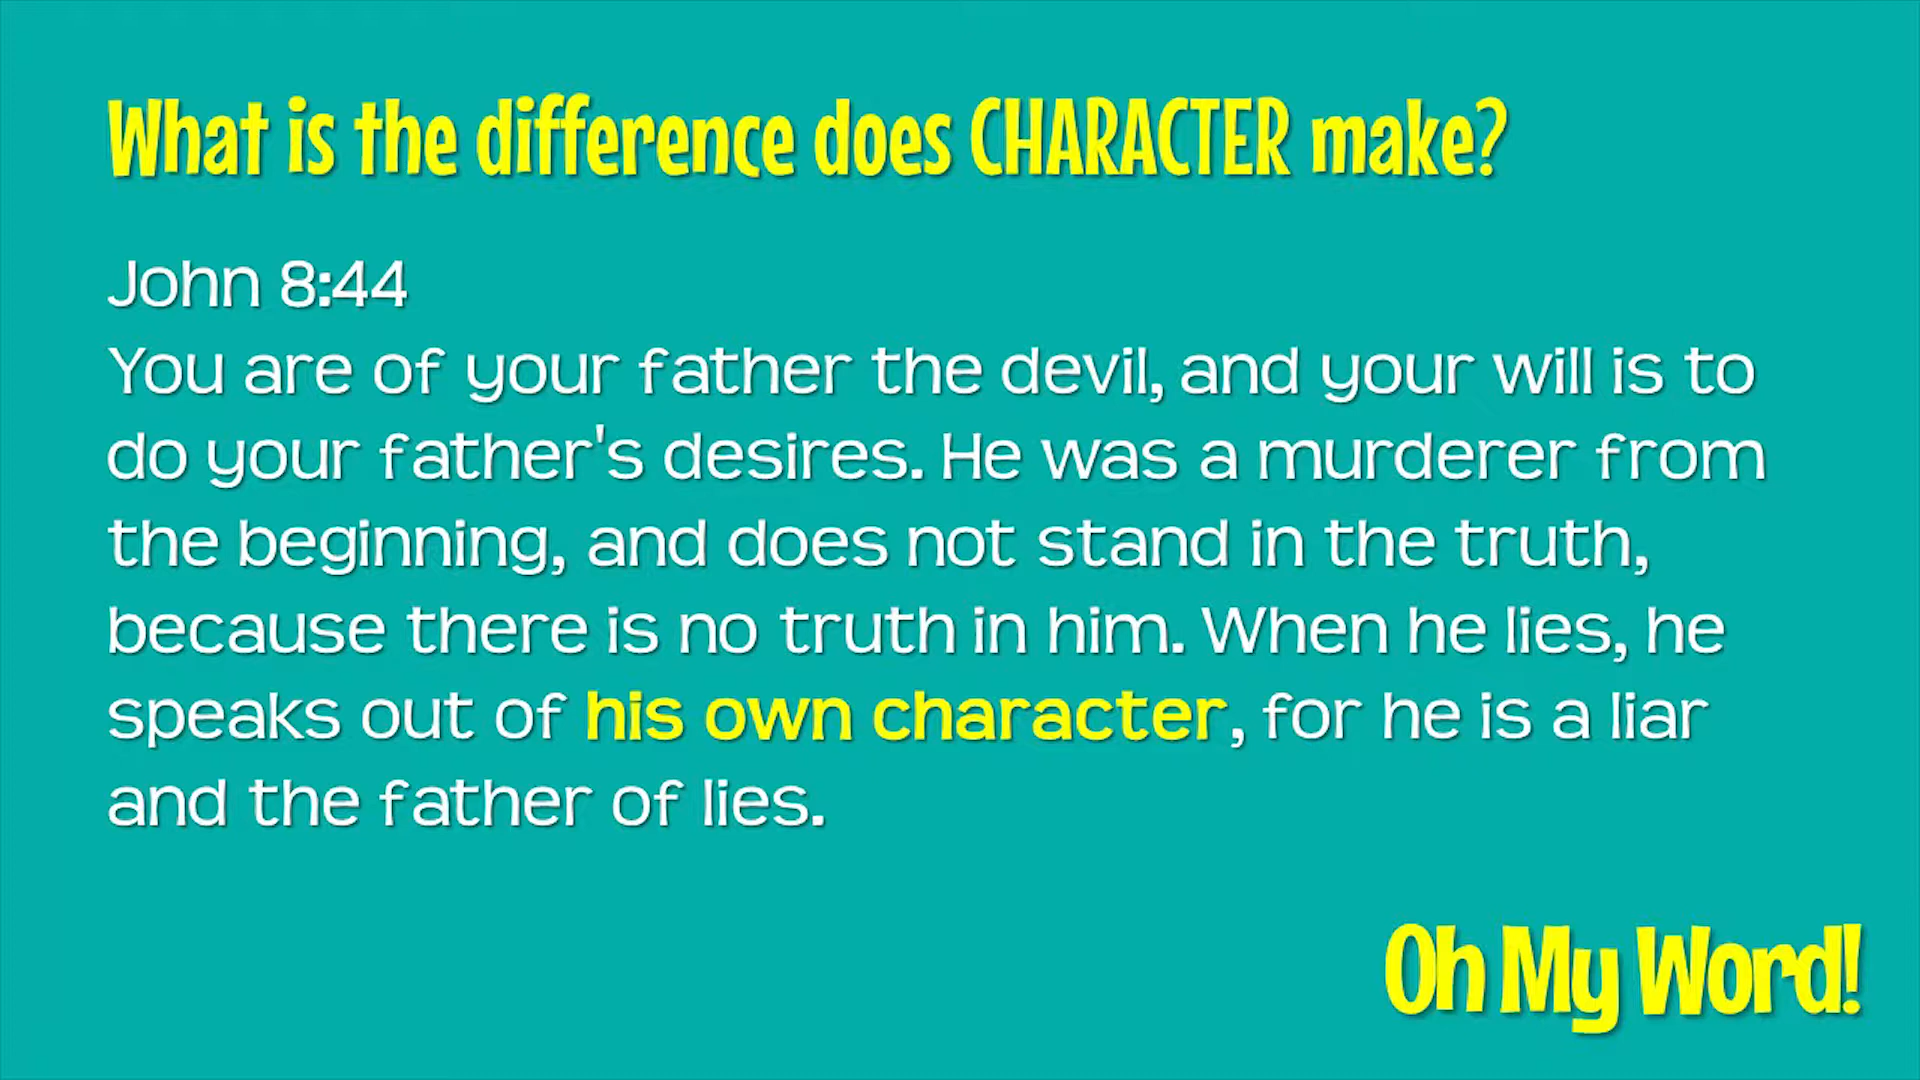 What is the difference does CHARACTER make?
John 8:44
You are of your father the devil, and your will is to
do your father's desires. He was a murderer from
the beginning, and does not stand in the truth,
because there is no truth in him. When he lies, he
speaks out of his own character, for he is a liar
and the father of lies.
Oh My Word!